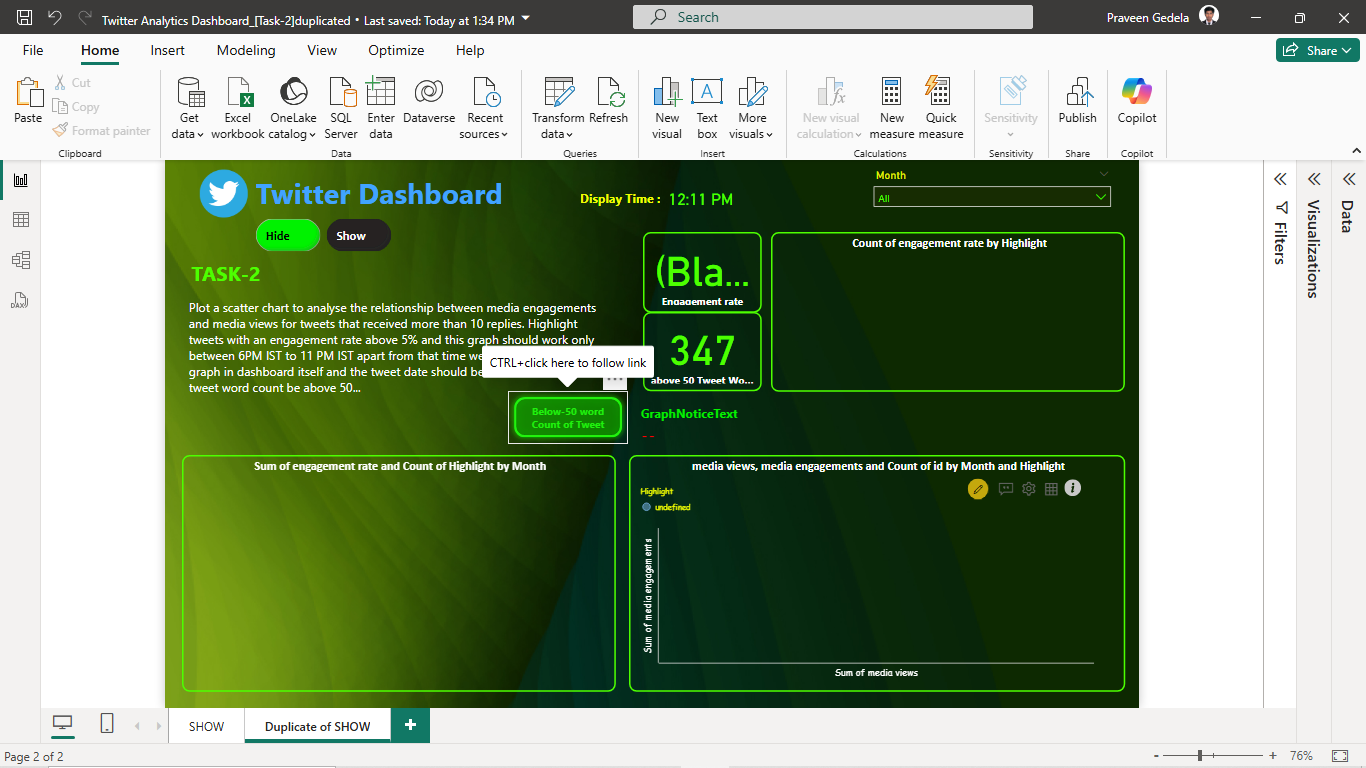 Twitter Analytics Dashboard_[Task-2]duplicated • Last saved: Today at 1:34 PM
Search
Praveen Gedela
File Home Insert Modeling View Optimize Help
Share
Paste
Cut
Copy
Format painter
Get data
Excel workbook
OneLake catalog
SQL Server
Enter data
Dataverse
Recent sources
Transform data
Refresh
New visual
Text box
More visuals
New visual calculation
New measure
Quick measure
Sensitivity
Publish
Copilot
Clipboard
Data
Queries
Insert
Calculations
Sensitivity
Share
Copilot
Twitter Dashboard
Display Time : 12:11 PM
Month
All
Hide
Show
TASK-2
Plot a scatter chart to analyse the relationship between media engagements
and media views for tweets that received more than 10 replies. Highlight
tweets with an engagement rate above 5% and this graph should work only
between 6PM IST to 11 PM IST apart from that time we
graph in dashboard itself and the tweet date should be
tweet word count be above 50...
CTRL+click here to follow link
Below-50 word
Count of Tweet
(Bla...
Engagement rate
347
above 50 Tweet Wo...
GraphNoticeText
--
Count of engagement rate by Highlight
Sum of engagement rate and Count of Highlight by Month
media views, media engagements and Count of id by Month and Highlight
Highlight
undefined
Sum of media engagements
Sum of media views
Filters
Visualizations
Data
DAX
SHOW
Duplicate of SHOW
Page 2 of 2
76%